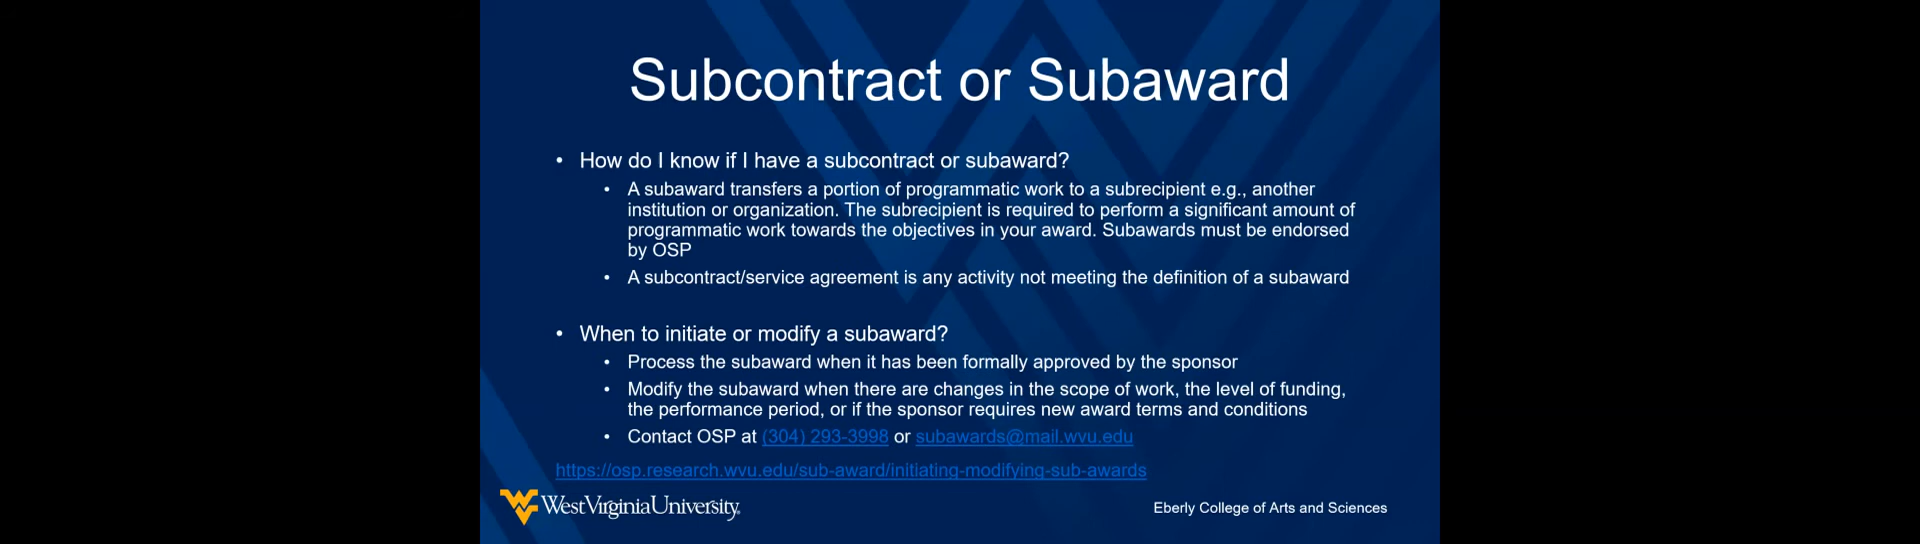 Subcontract or Subaward
• How do I know if I have a subcontract or subaward?
• A subaward transfers a portion of programmatic work to a subrecipient e.g., another
institution or organization. The subrecipient is required to perform a significant amount of
programmatic work towards the objectives in your award. Subawards must be endorsed
by OSP
• A subcontract/service agreement is any activity not meeting the definition of a subaward
• When to initiate or modify a subaward?
• Process the subaward when it has been formally approved by the sponsor
• Modify the subaward when there are changes in the scope of work, the level of funding,
the performance period, or if the sponsor requires new award terms and conditions
• Contact OSP at (304) 293-3998 or subawards@mail.wvu.edu
https://osp.research.wvu.edu/sub-award/initiating-modifying-sub-awards
WestVirginiaUniversity.
Eberly College of Arts and Sciences